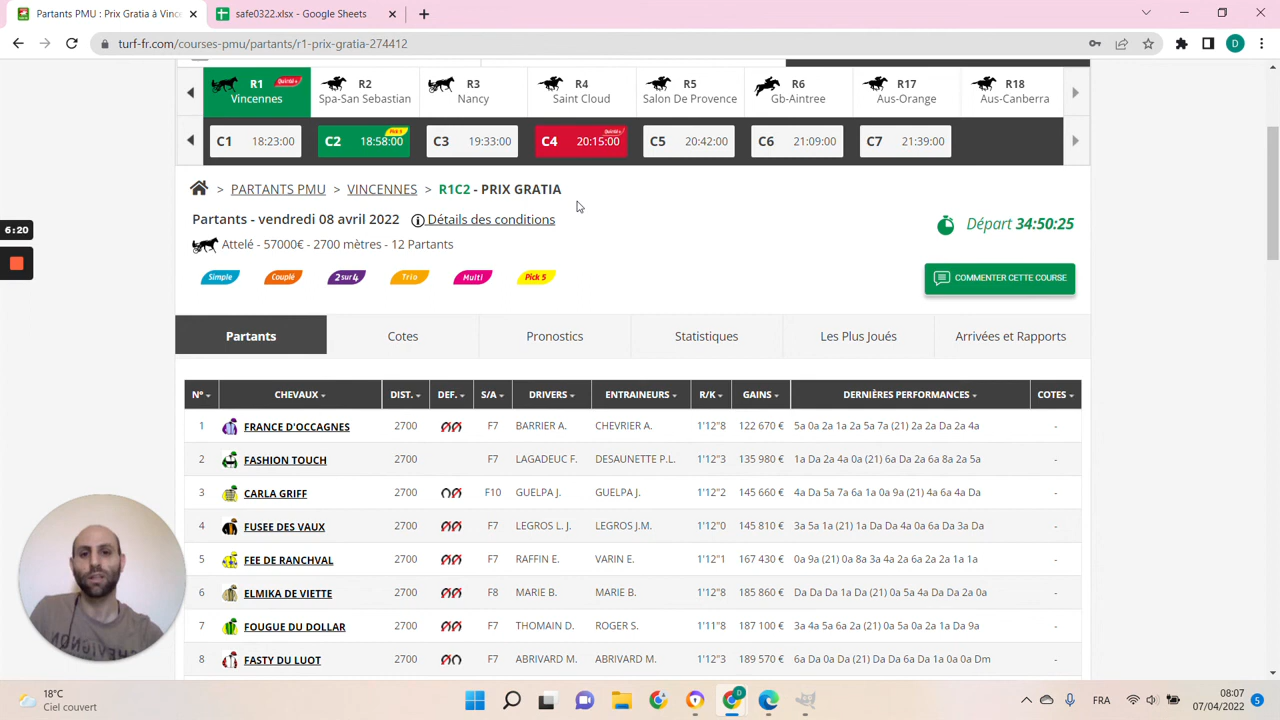 Partants PMU : Prix Gratia à Vince
safe0322.xlsx - Google Sheets
turf-fr.com/courses-pmu/partants/r1-prix-gratia-274412
D
R1 Quinté+ Vincennes
R2 Spa-San Sebastian
R3 Nancy
R4 Saint Cloud
R5 Salon De Provence
R6 Gb-Aintree
R17 Aus-Orange
R18 Aus-Canberra
C1 18:23:00
C2 18:58:00 Pick 5
C3 19:33:00
C4 20:15:00 Quinté+
C5 20:42:00
C6 21:09:00
C7 21:39:00
> PARTANTS PMU > VINCENNES > R1C2 - PRIX GRATIA
Partants - vendredi 08 avril 2022 Détails des conditions
Départ 34:50:25
6:20
Attelé - 57000€ - 2700 mètres - 12 Partants
Simple Couplé 2 sur 4 Trio Multi Pick 5
COMMENTER CETTE COURSE
Partants Cotes Pronostics Statistiques Les Plus Joués Arrivées et Rapports
N° CHEVAUX DIST. DEF. S/A DRIVERS ENTRAINEURS R/K GAINS DERNIÈRES PERFORMANCES COTES
1 FRANCE D'OCCAGNES 2700 F7 BARRIER A. CHEVRIER A. 1'12"8 122 670 € 5a 0a 2a 1a 2a 5a 7a (21) 2a 2a Da 2a 4a -
2 FASHION TOUCH 2700 F7 LAGADEUC F. DESAUNETTE P.L. 1'12"3 135 980 € 1a Da 2a 4a 0a (21) 6a Da 2a 6a 8a 2a 5a -
3 CARLA GRIFF 2700 F10 GUELPA J. GUELPA J. 1'12"2 145 660 € 4a Da 5a 7a 6a 1a 0a 9a (21) 4a 6a 4a Da -
4 FUSEE DES VAUX 2700 F7 LEGROS L. J. LEGROS J.M. 1'12"0 145 810 € 3a 5a 1a (21) 1a Da Da 4a 0a 6a Da 3a Da -
5 FEE DE RANCHVAL 2700 F7 RAFFIN E. VARIN E. 1'12"1 167 430 € 0a 9a (21) 0a 8a 3a 4a 2a 6a 2a 2a 1a 1a -
6 ELMIKA DE VIETTE 2700 F8 MARIE B. MARIE B. 1'12"8 185 860 € Da Da Da 1a Da (21) 0a 5a 4a Da Da 2a 0a -
7 FOUGUE DU DOLLAR 2700 F7 THOMAIN D. ROGER S. 1'11"8 187 100 € 3a 4a 5a 6a 2a (21) 0a 5a 0a 2a 1a Da 9a -
8 FASTY DU LUOT 2700 F7 ABRIVARD M. ABRIVARD M. 1'12"3 189 570 € 6a Da 0a Da (21) Da Da 6a Da 1a 0a 0a Dm -
18°C
Ciel couvert
D
FRA
08:07
07/04/2022
5